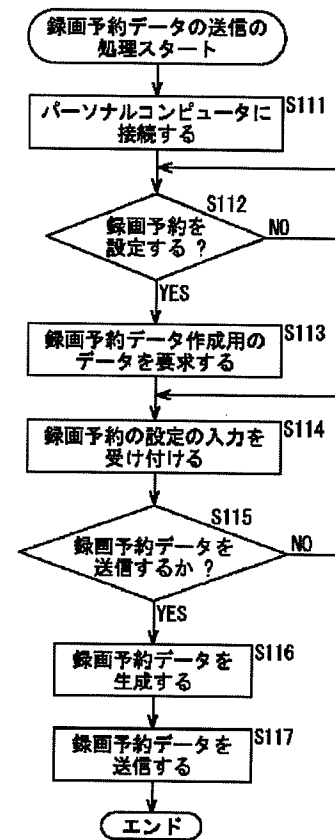 録画予約データの送信の
処理スタート
パーソナルコンピュータに
接続する
S111
S112
録画予約を
設定する？
NO
YES
録画予約データ作成用の
データを要求する
S113
録画予約の設定の入力を
受け付ける
S114
S115
録画予約データを
送信するか？
NO
YES
録画予約データを
生成する
S116
録画予約データを
送信する
S117
エンド